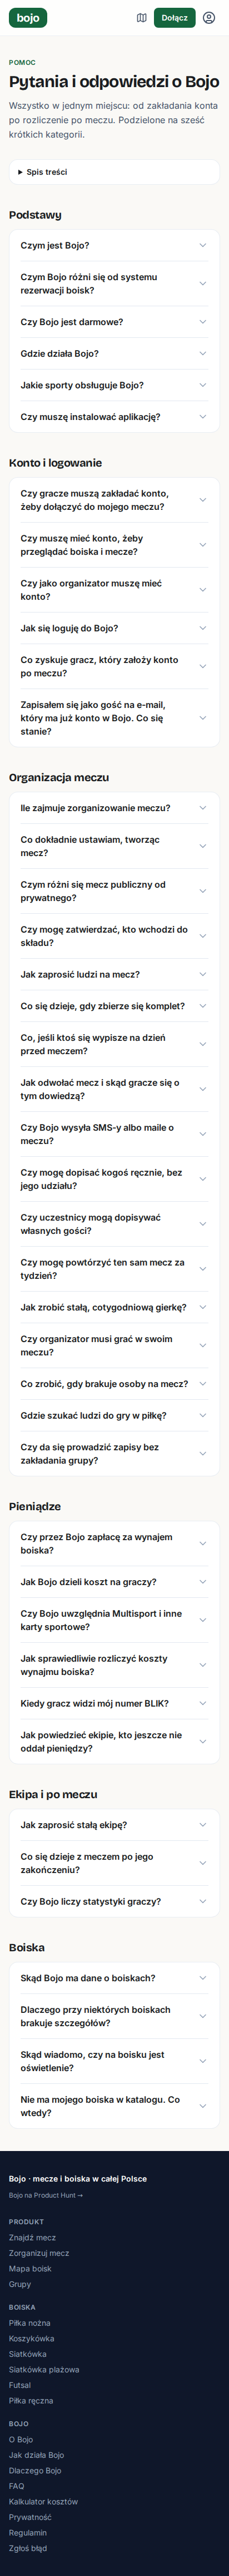 bojo
Dołącz
POMOC
Pytania i odpowiedzi o Bojo
Wszystko w jednym miejscu: od zakładania konta
po rozliczenie po meczu. Podzielone na sześć
krótkich kategorii.
▶ Spis treści
Podstawy
Czym jest Bojo?
Czym Bojo różni się od systemu
rezerwacji boisk?
Czy Bojo jest darmowe?
Gdzie działa Bojo?
Jakie sporty obsługuje Bojo?
Czy muszę instalować aplikację?
Konto i logowanie
Czy gracze muszą zakładać konto,
żeby dołączyć do mojego meczu?
Czy muszę mieć konto, żeby
przeglądać boiska i mecze?
Czy jako organizator muszę mieć
konto?
Jak się loguję do Bojo?
Co zyskuje gracz, który założy konto
po meczu?
Zapisałem się jako gość na e-mail,
który ma już konto w Bojo. Co się
stanie?
Organizacja meczu
Ile zajmuje zorganizowanie meczu?
Co dokładnie ustawiam, tworząc
mecz?
Czym różni się mecz publiczny od
prywatnego?
Czy mogę zatwierdzać, kto wchodzi do
składu?
Jak zaprosić ludzi na mecz?
Co się dzieje, gdy zbierze się komplet?
Co, jeśli ktoś się wypisze na dzień
przed meczem?
Jak odwołać mecz i skąd gracze się o
tym dowiedzą?
Czy Bojo wysyła SMS-y albo maile o
meczu?
Czy mogę dopisać kogoś ręcznie, bez
jego udziału?
Czy uczestnicy mogą dopisywać
własnych gości?
Czy mogę powtórzyć ten sam mecz za
tydzień?
Jak zrobić stałą, cotygodniową gierkę?
Czy organizator musi grać w swoim
meczu?
Co zrobić, gdy brakuje osoby na mecz?
Gdzie szukać ludzi do gry w piłkę?
Czy da się prowadzić zapisy bez
zakładania grupy?
Pieniądze
Czy przez Bojo zapłacę za wynajem
boiska?
Jak Bojo dzieli koszt na graczy?
Czy Bojo uwzględnia Multisport i inne
karty sportowe?
Jak sprawiedliwie rozliczyć koszty
wynajmu boiska?
Kiedy gracz widzi mój numer BLIK?
Jak powiedzieć ekipie, kto jeszcze nie
oddał pieniędzy?
Ekipa i po meczu
Jak zaprosić stałą ekipę?
Co się dzieje z meczem po jego
zakończeniu?
Czy Bojo liczy statystyki graczy?
Boiska
Skąd Bojo ma dane o boiskach?
Dlaczego przy niektórych boiskach
brakuje szczegółów?
Skąd wiadomo, czy na boisku jest
oświetlenie?
Nie ma mojego boiska w katalogu. Co
wtedy?
Bojo · mecze i boiska w całej Polsce
Bojo na Product Hunt →
PRODUKT
Znajdź mecz
Zorganizuj mecz
Mapa boisk
Grupy
BOISKA
Piłka nożna
Koszykówka
Siatkówka
Siatkówka plażowa
Futsal
Piłka ręczna
BOJO
O Bojo
Jak działa Bojo
Dlaczego Bojo
FAQ
Kalkulator kosztów
Prywatność
Regulamin
Zgłoś błąd